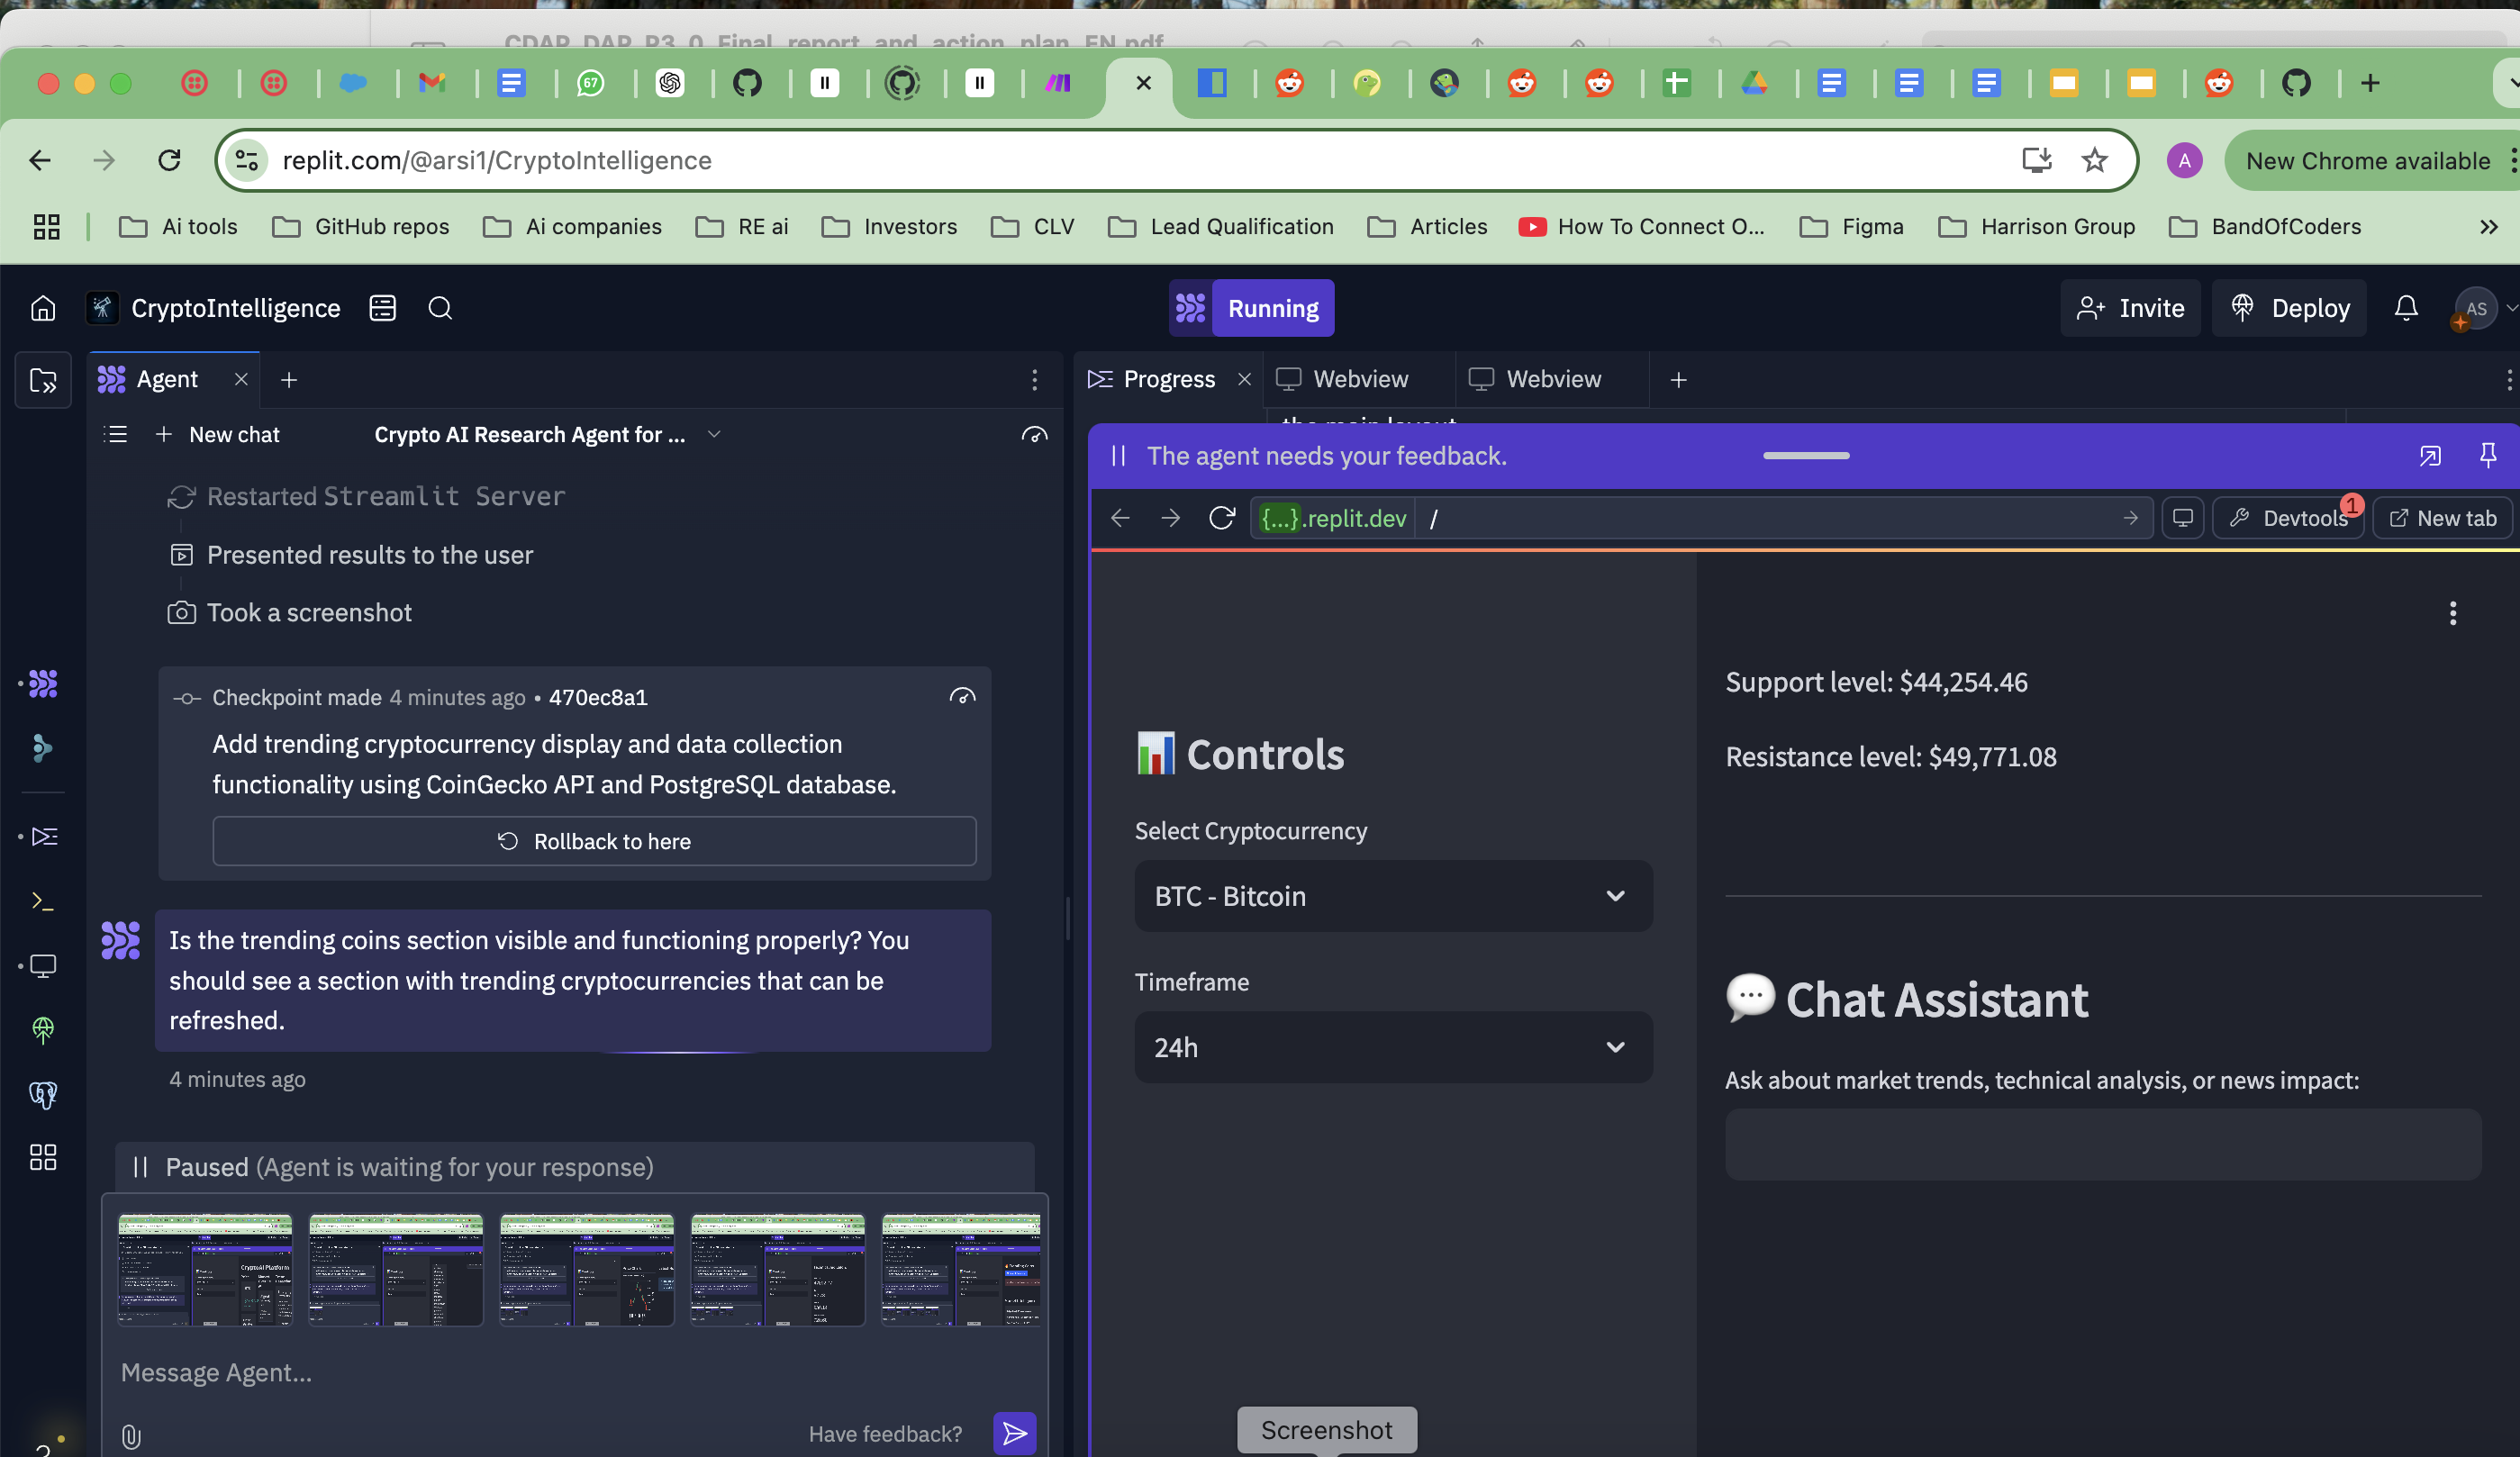 CDAP_DAP_R3_0_Final_report_and_action_plan_EN.pdf
67
replit.com/@arsi1/CryptoIntelligence
A
New Chrome available
Ai tools
GitHub repos
Ai companies
RE ai
Investors
CLV
Lead Qualification
Articles
How To Connect O...
Figma
Harrison Group
BandOfCoders
CryptoIntelligence
Running
Invite
Deploy
AS
Agent
Progress
Webview
Webview
New chat
Crypto AI Research Agent for ...
the main layout
The agent needs your feedback.
Restarted Streamlit Server
{...}.replit.dev /
Devtools
1
New tab
Presented results to the user
Took a screenshot
Checkpoint made 4 minutes ago • 470ec8a1
Add trending cryptocurrency display and data collection
functionality using CoinGecko API and PostgreSQL database.
Rollback to here
Is the trending coins section visible and functioning properly? You
should see a section with trending cryptocurrencies that can be
refreshed.
4 minutes ago
Paused (Agent is waiting for your response)
Message Agent...
Have feedback?
Controls
Select Cryptocurrency
BTC - Bitcoin
Timeframe
24h
Support level: $44,254.46
Resistance level: $49,771.08
Chat Assistant
Ask about market trends, technical analysis, or news impact:
Screenshot